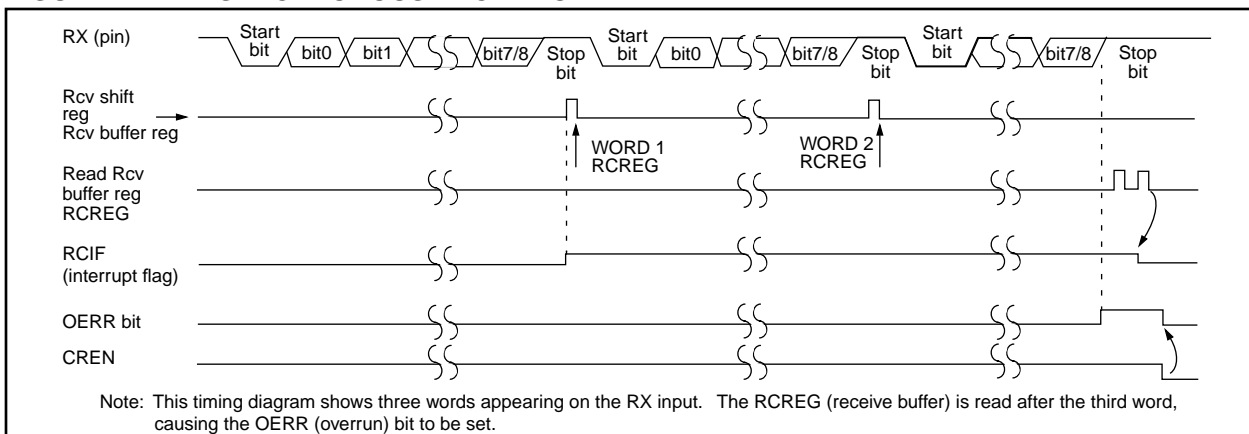 RX (pin)
Start
bit
bit0
bit1
bit7/8
Stop
bit
Start
bit
bit0
bit7/8
Stop
bit
Start
bit
bit7/8
Stop
bit
Rcv shift
reg
Rcv buffer reg
WORD 1
RCREG
WORD 2
RCREG
Read Rcv
buffer reg
RCREG
RCIF
(interrupt flag)
OERR bit
CREN
Note: This timing diagram shows three words appearing on the RX input. The RCREG (receive buffer) is read after the third word,
causing the OERR (overrun) bit to be set.